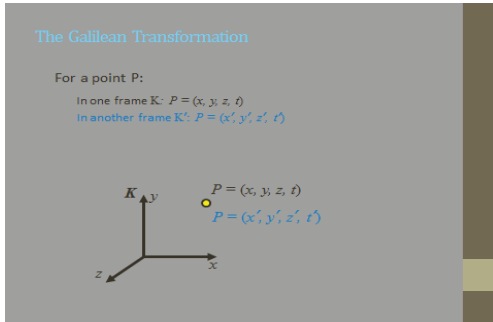 The Galilean Transformation
For a point P:
In one frame K: P = (x, y, z, t)
In another frame K′: P = (x′, y′, z′, t′)
K
y
P = (x, y, z, t)
P = (x′, y′, z′, t′)
x
z